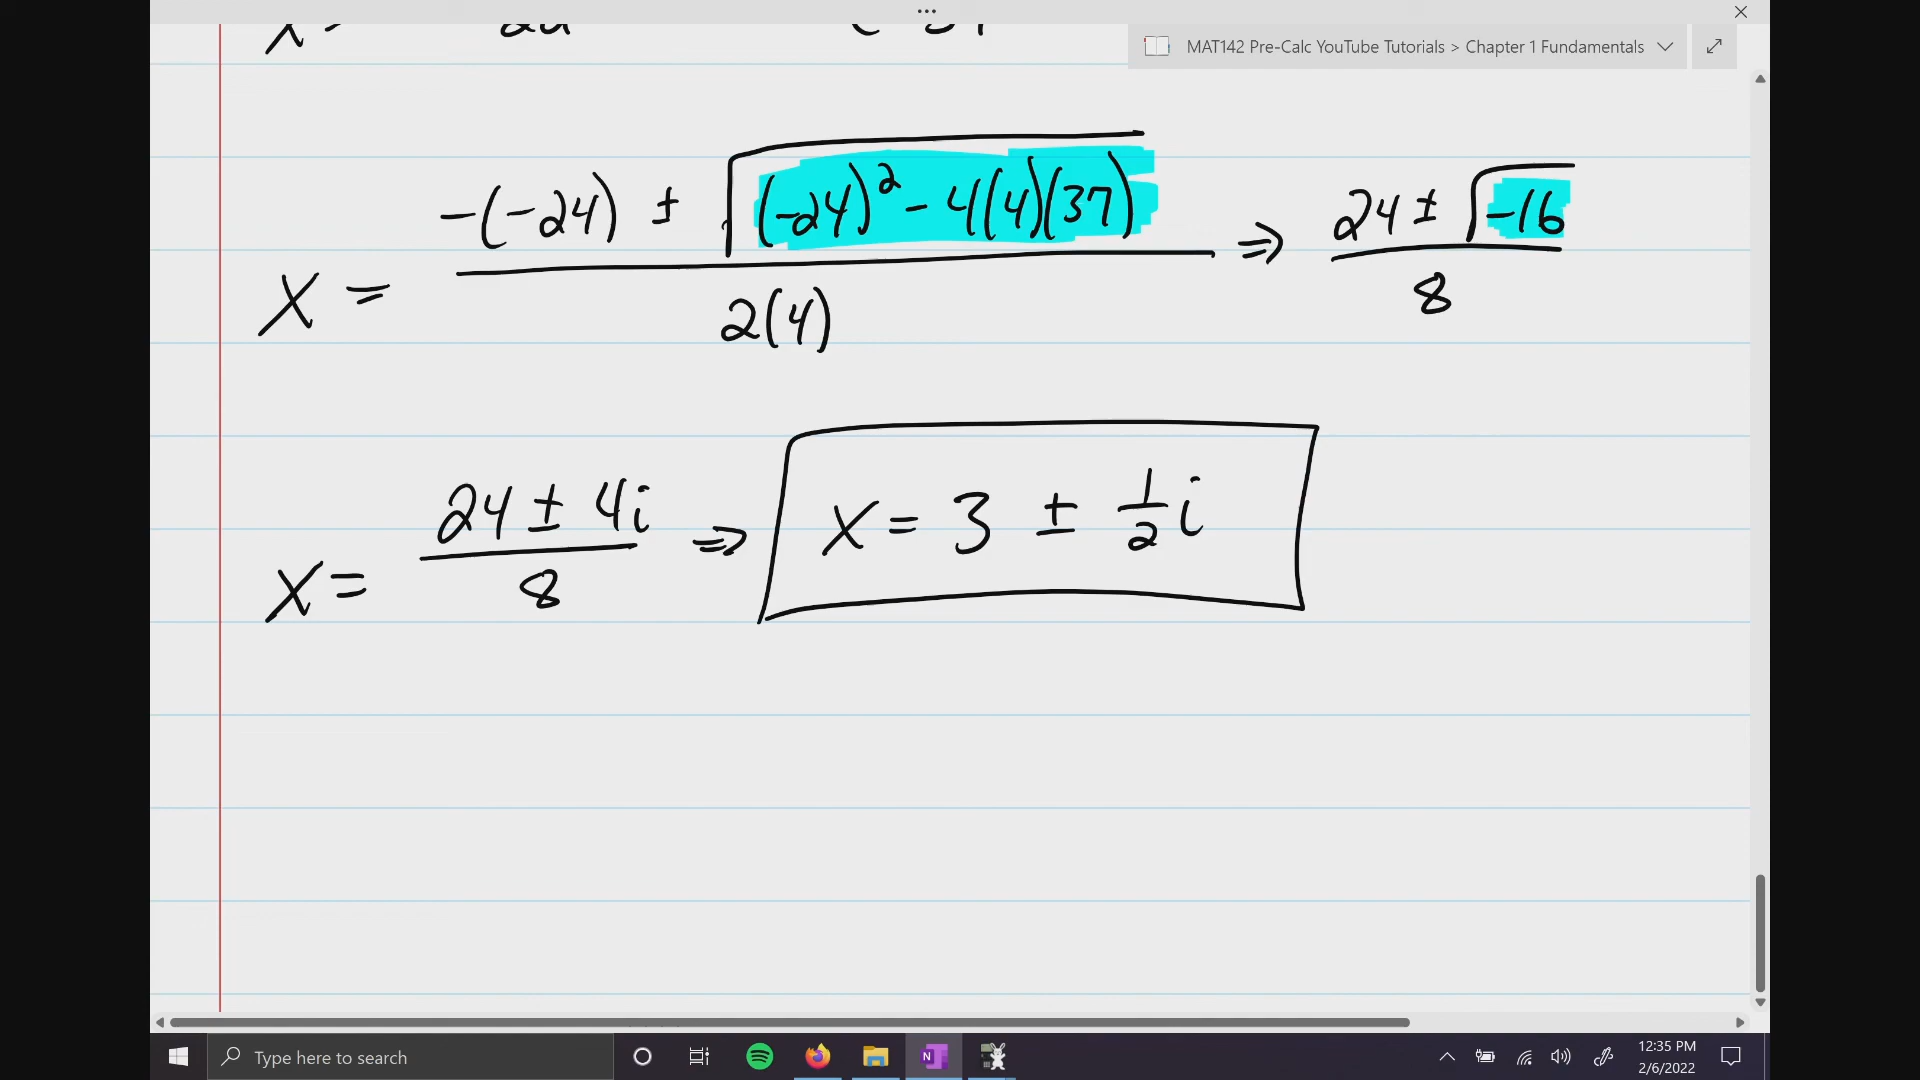 MAT142 Pre-Calc YouTube Tutorials > Chapter 1 Fundamentals
x = (-(-24) ± √((-24)² - 4(4)(37))) / 2(4) ⇒ (24 ± √-16) / 8
x = (24 ± 4i) / 8 ⇒ x = 3 ± 1/2 i
Type here to search
N
12:35 PM
2/6/2022